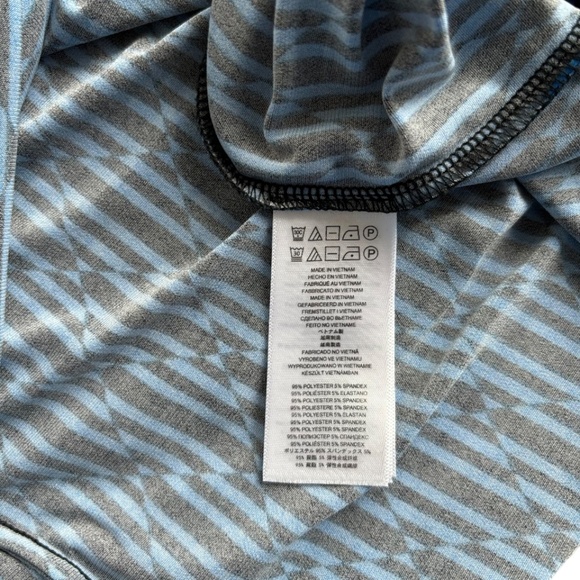 MADE IN VIETNAM
HECHO EN VIETNAM
FABRIQUÉ AU VIETNAM
FABBRICATO IN VIETNAM
MADE IN VIETNAM
GEFABRICEERD IN VIETNAM
FREMSTILLET I VIETNAM
СДЕЛАНО ВО ВЬЕТНАМЕ
FEITO NO VIETNAM
ベトナム製
越南制造
越南製造
FABRICADO NO VIETNÃ
VYROBENO VE VIETNAMU
WYPRODUKOWANO W WIETNAMIE
KÉSZÜLT VIETNAMBAN
95% POLYESTER 5% SPANDEX
95% POLIÉSTER 5% ELASTANO
95% POLYESTER 5% SPANDEX
95% POLIESTERE 5% SPANDEX
95% POLYESTER 5% SPANDEX
95% POLYESTER 5% SPANDEX
95% ПОЛИЭСТЕР 5% СПАНДЕКС
95% POLIÉSTER 5% SPANDEX
ポリエステル 95% スパンデックス 5%
95% 聚酯 5% 弹性合成纤维
95% 聚酯 5% 彈性合成纖維